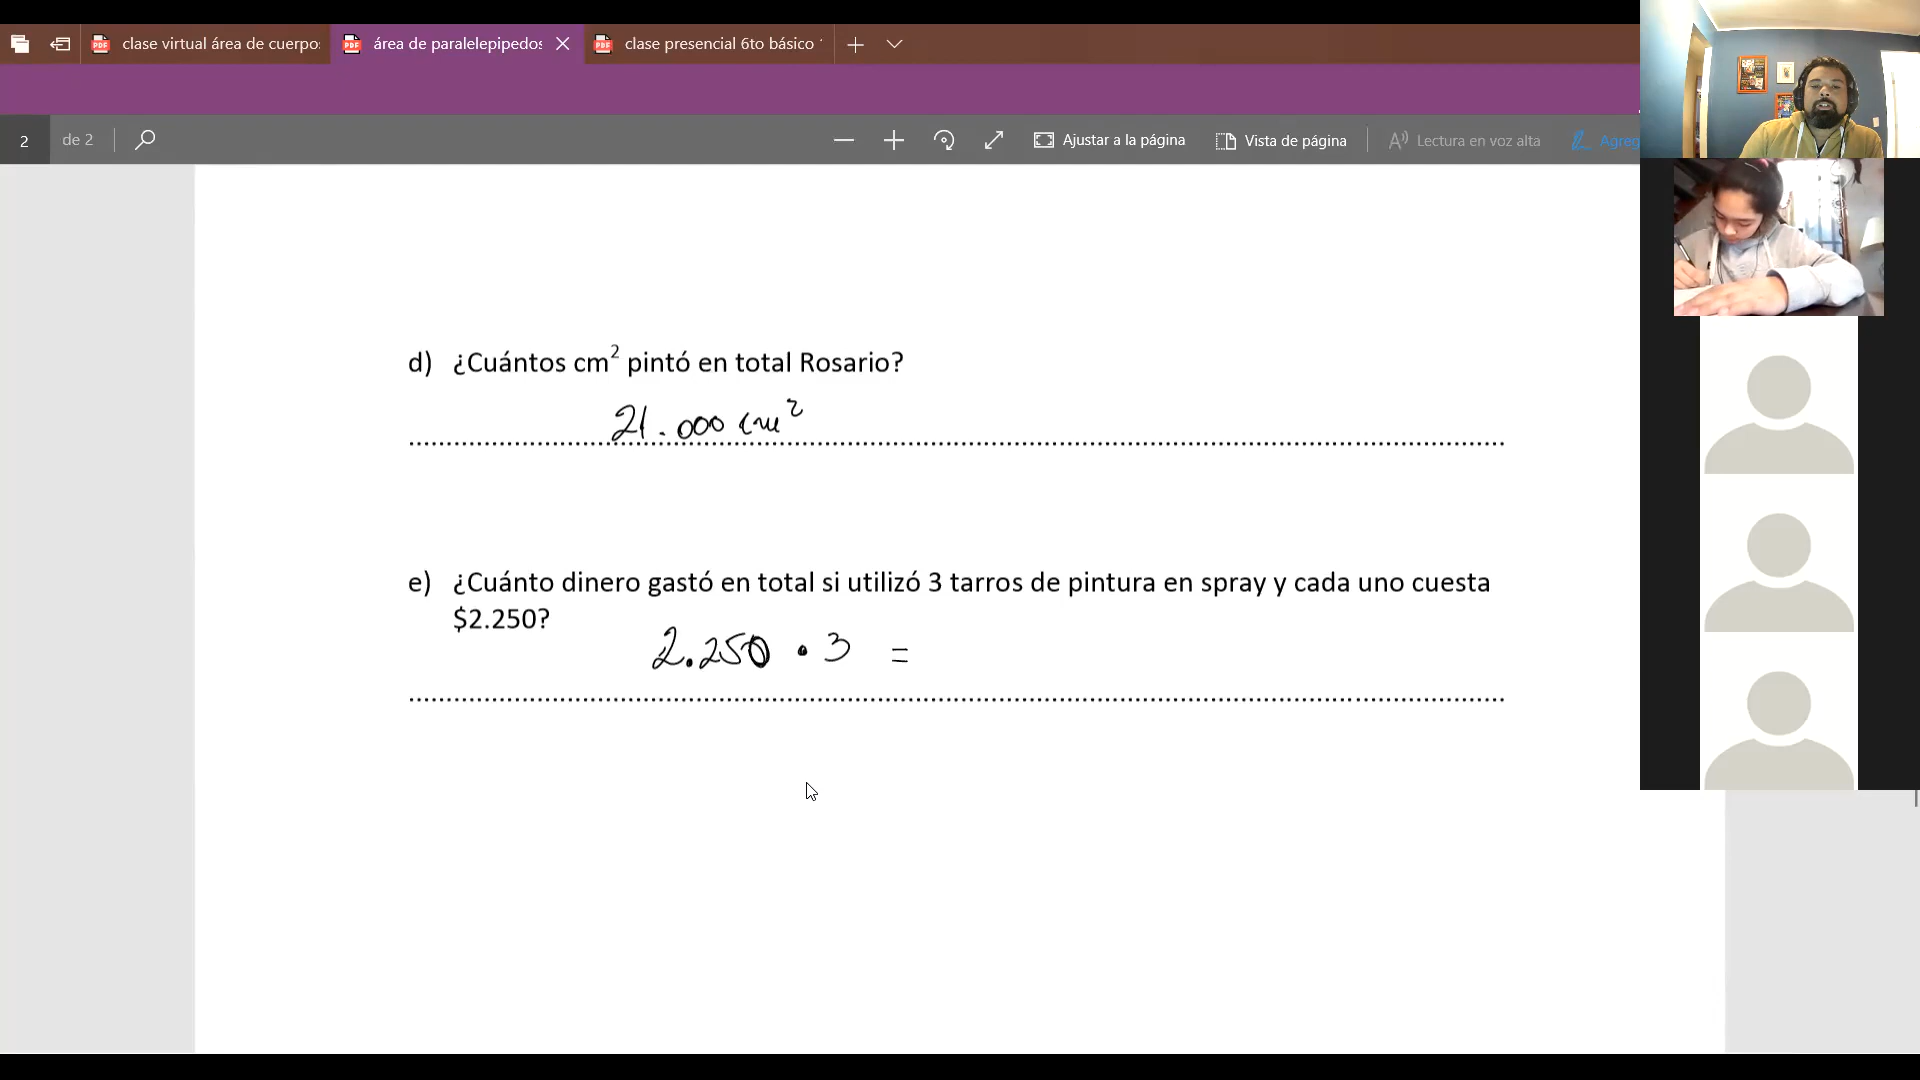 clase virtual área de cuerpo
área de paralelepipedos
clase presencial 6to básico
2 de 2
Ajustar a la página
Vista de página
Lectura en voz alta
Agreg
d) ¿Cuántos cm² pintó en total Rosario?
21.000 cm²
e) ¿Cuánto dinero gastó en total si utilizó 3 tarros de pintura en spray y cada uno cuesta
$2.250?
2.250 • 3 =